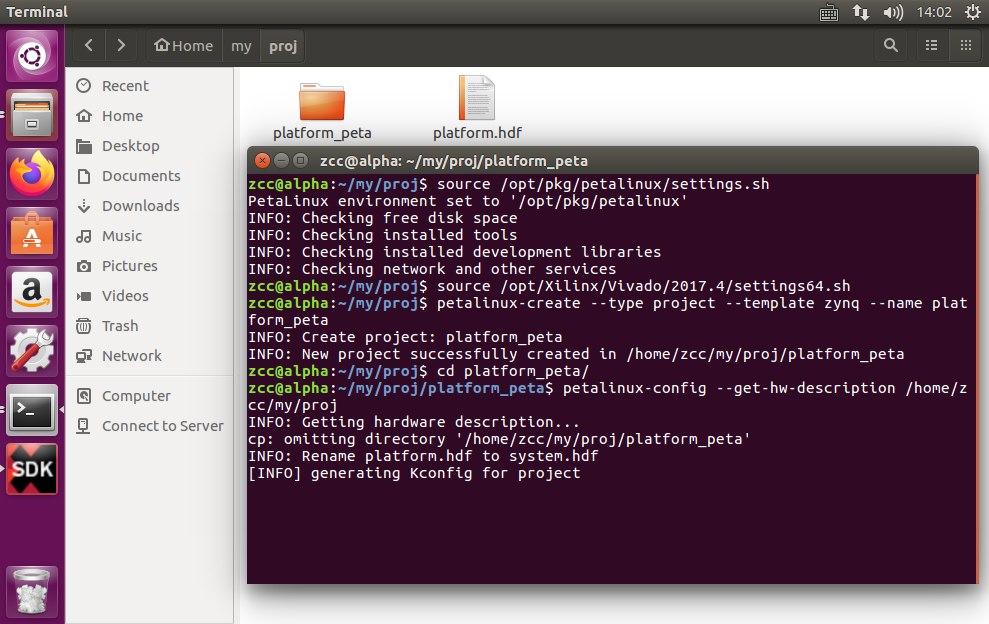 Terminal
14:02
Home
my
proj
Recent
Home
Desktop
Documents
Downloads
Music
Pictures
Videos
Trash
Network
Computer
Connect to Server
platform_peta
platform.hdf
zcc@alpha: ~/my/proj/platform_peta
zcc@alpha:~/my/proj$ source /opt/pkg/petalinux/settings.sh
PetaLinux environment set to '/opt/pkg/petalinux'
INFO: Checking free disk space
INFO: Checking installed tools
INFO: Checking installed development libraries
INFO: Checking network and other services
zcc@alpha:~/my/proj$ source /opt/Xilinx/Vivado/2017.4/settings64.sh
zcc@alpha:~/my/proj$ petalinux-create --type project --template zynq --name plat
form_peta
INFO: Create project: platform_peta
INFO: New project successfully created in /home/zcc/my/proj/platform_peta
zcc@alpha:~/my/proj$ cd platform_peta/
zcc@alpha:~/my/proj/platform_peta$ petalinux-config --get-hw-description /home/z
cc/my/proj
INFO: Getting hardware description...
cp: omitting directory '/home/zcc/my/proj/platform_peta'
INFO: Rename platform.hdf to system.hdf
[INFO] generating Kconfig for project
A
a
>_
SDK